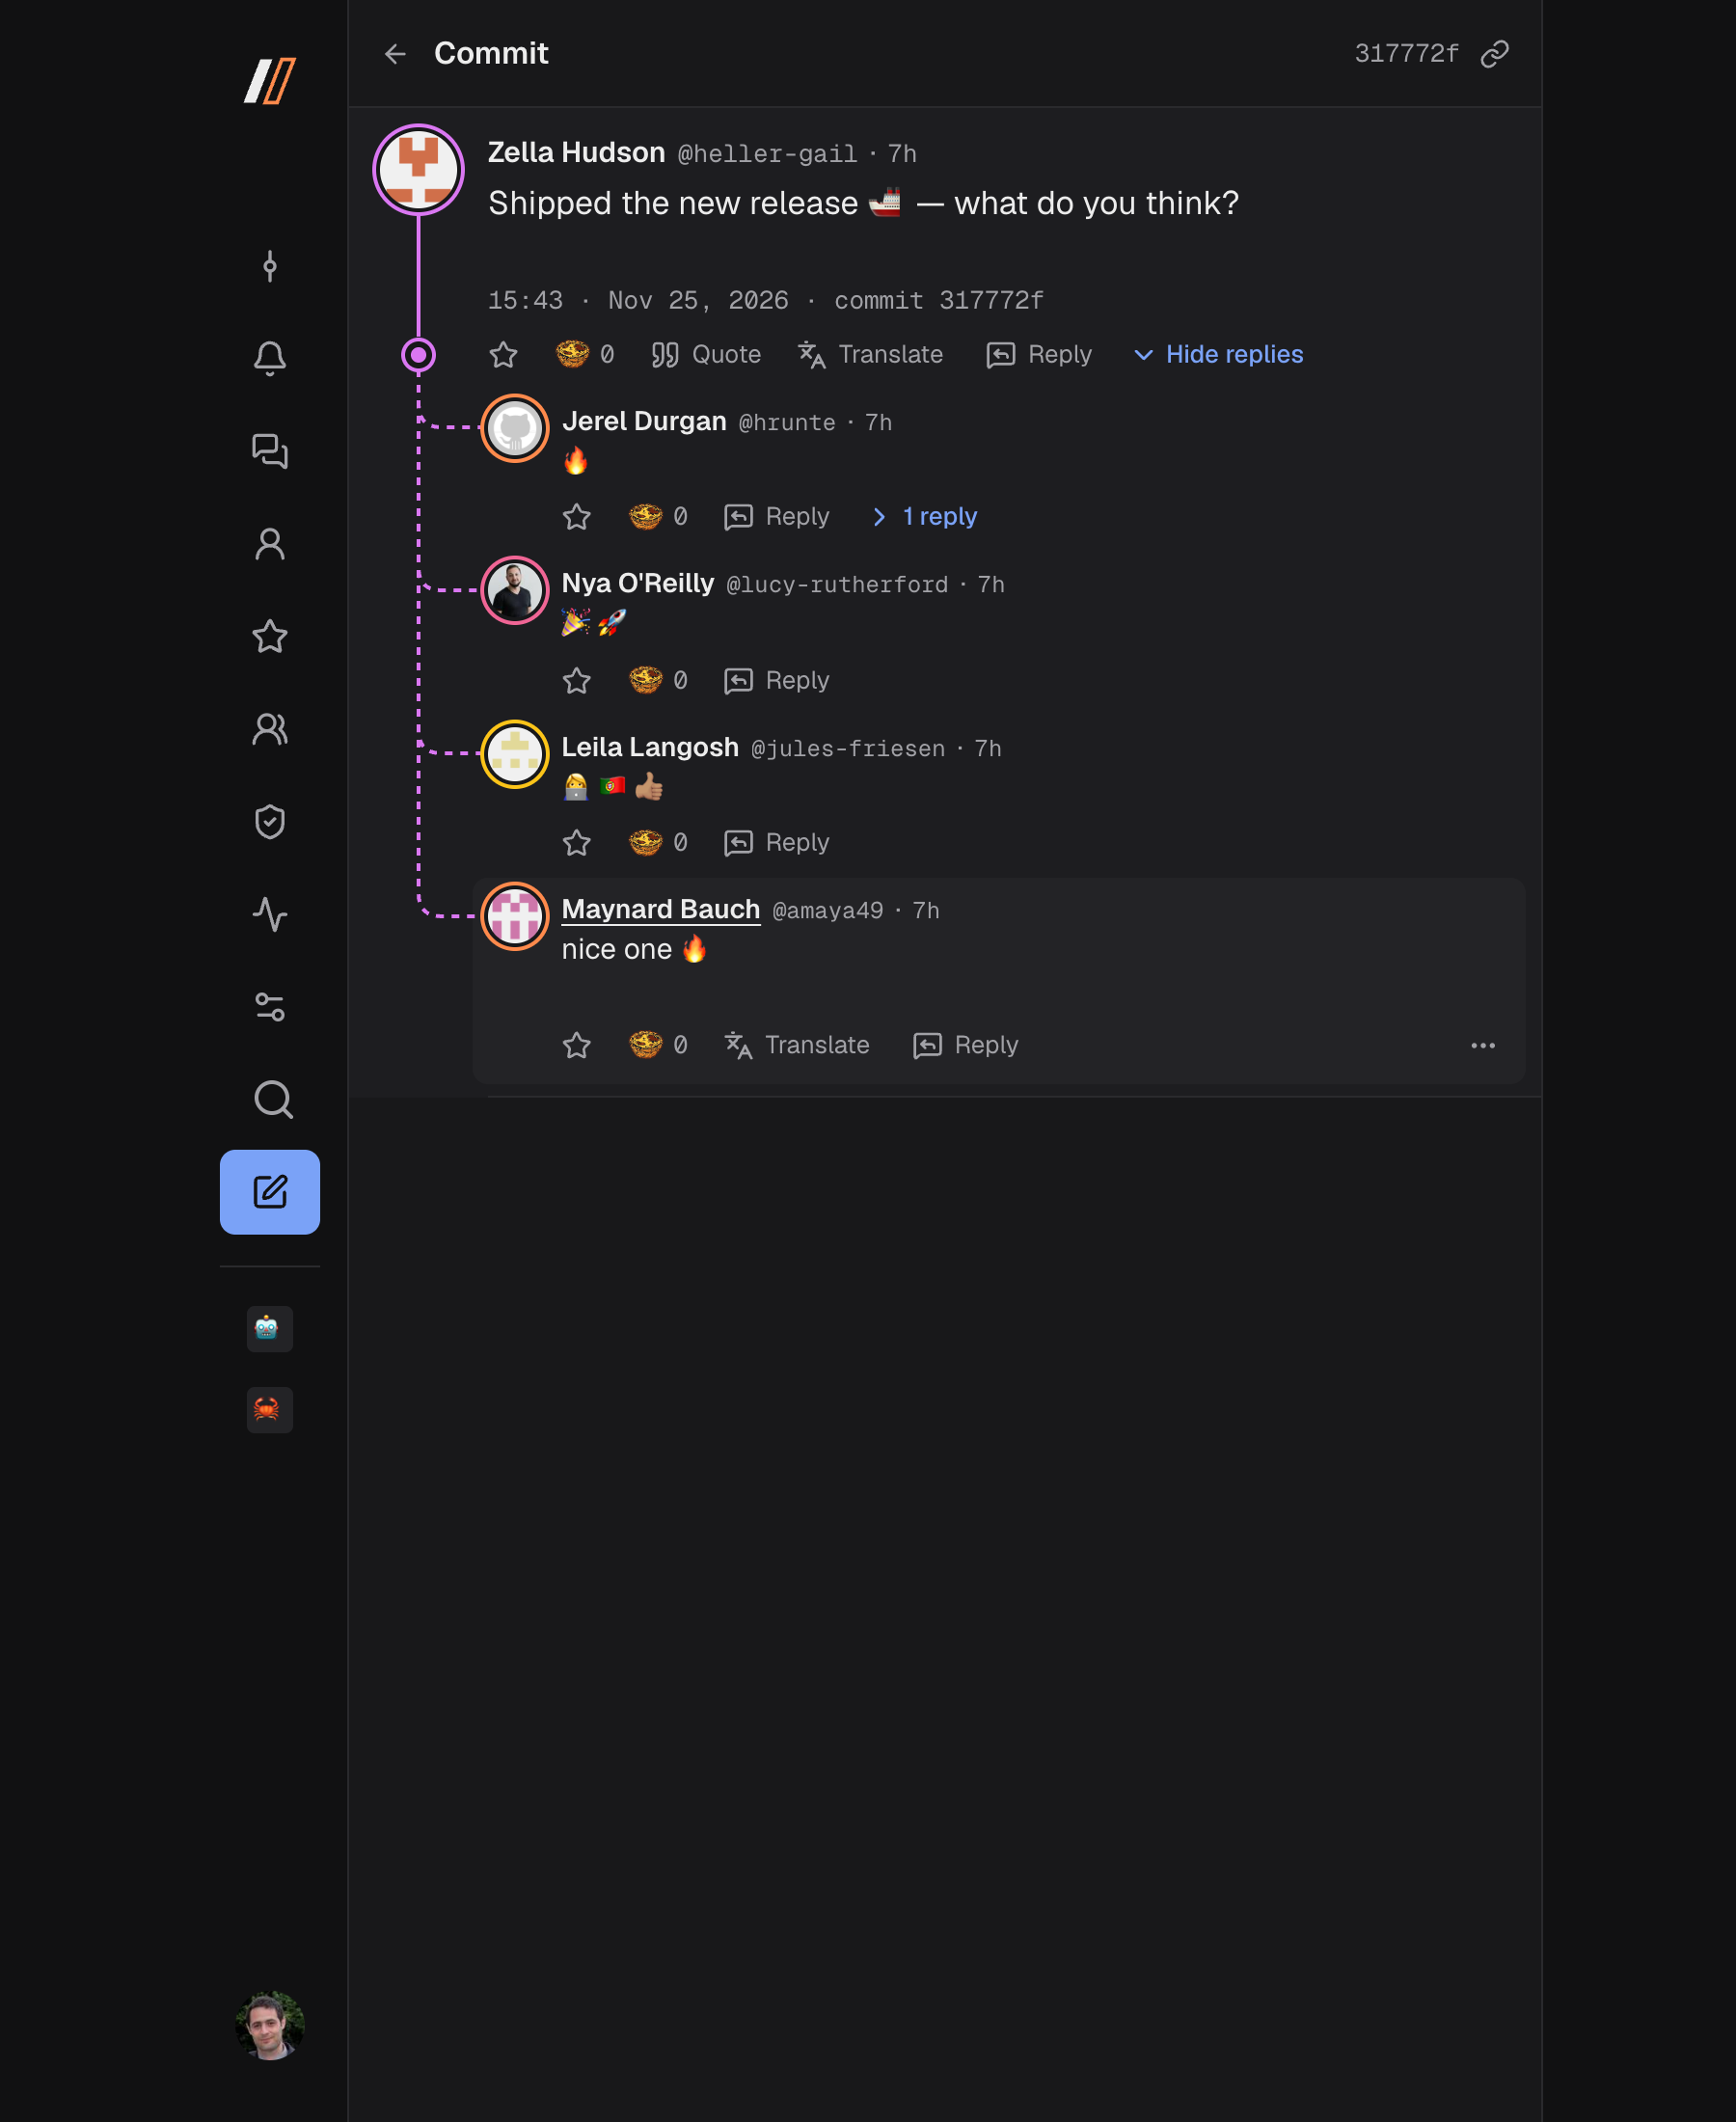 Commit
317772f
Zella Hudson @heller-gail · 7h
Shipped the new release 🚢 — what do you think?
15:43 · Nov 25, 2026 · commit 317772f
0 Quote Translate Reply Hide replies
Jerel Durgan @hrunte · 7h
🔥
0 Reply 1 reply
Nya O'Reilly @lucy-rutherford · 7h
🎉 🚀
0 Reply
Leila Langosh @jules-friesen · 7h
👩‍💻 🇵🇹 👍🏽
0 Reply
Maynard Bauch @amaya49 · 7h
nice one 🔥
0 Translate Reply